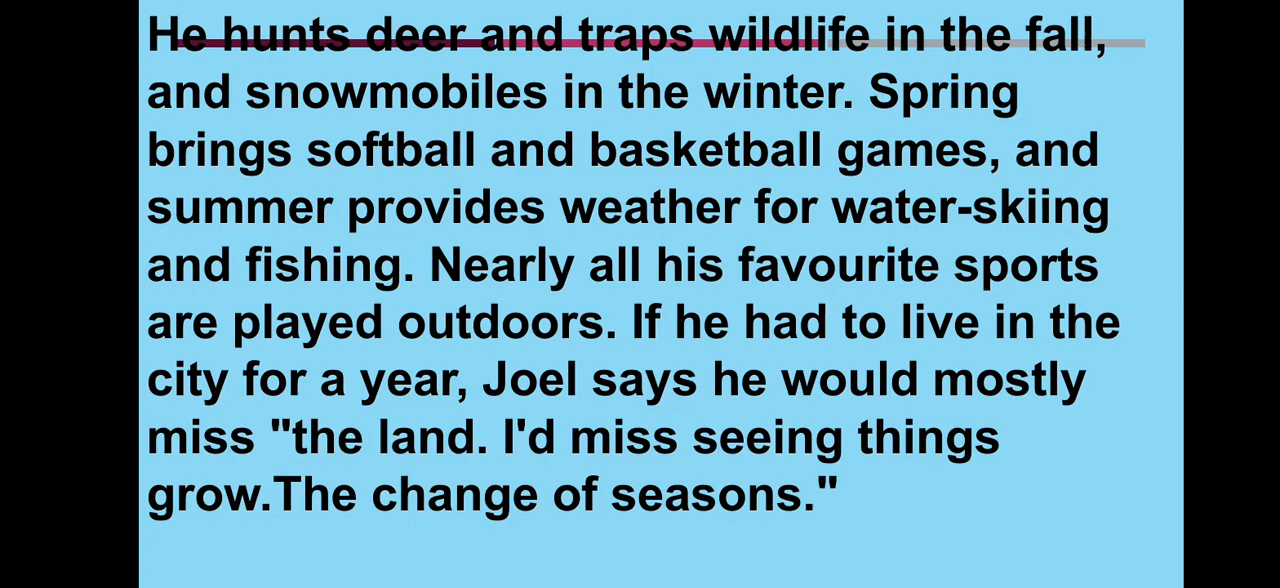 He hunts deer and traps wildlife in the fall,
and snowmobiles in the winter. Spring
brings softball and basketball games, and
summer provides weather for water-skiing
and fishing. Nearly all his favourite sports
are played outdoors. If he had to live in the
city for a year, Joel says he would mostly
miss "the land. I'd miss seeing things
grow.The change of seasons."